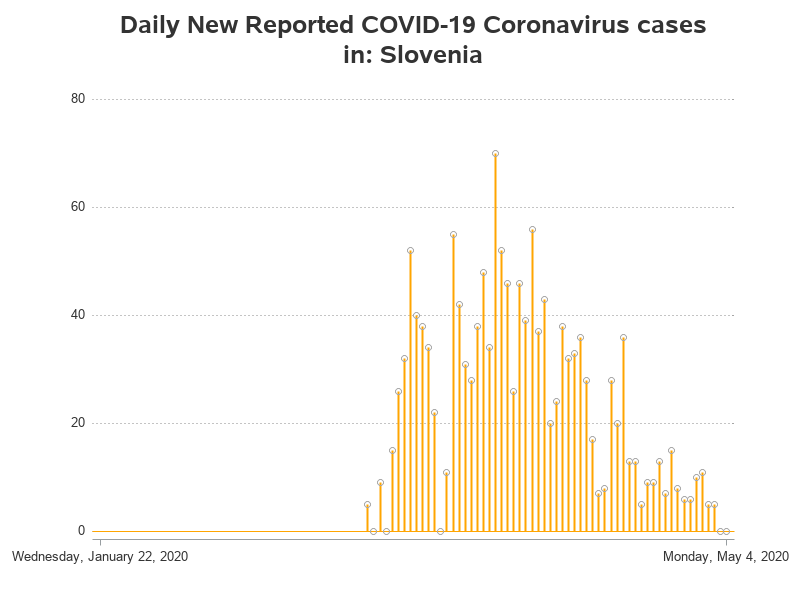 Daily New Reported COVID-19 Coronavirus cases
in: Slovenia
80
60
40
20
0
Wednesday, January 22, 2020
Monday, May 4, 2020